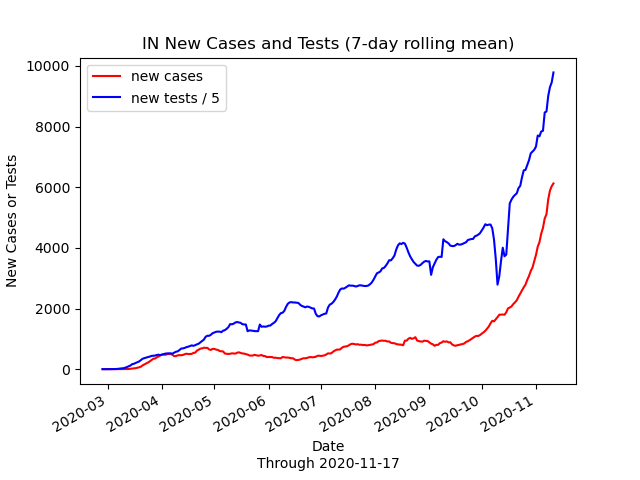 IN New Cases and Tests (7-day rolling mean)
new cases
new tests / 5
10000
8000
6000
4000
2000
0
New Cases or Tests
2020-03
2020-04
2020-05
2020-06
2020-07
2020-08
2020-09
2020-10
2020-11
Date
Through 2020-11-17